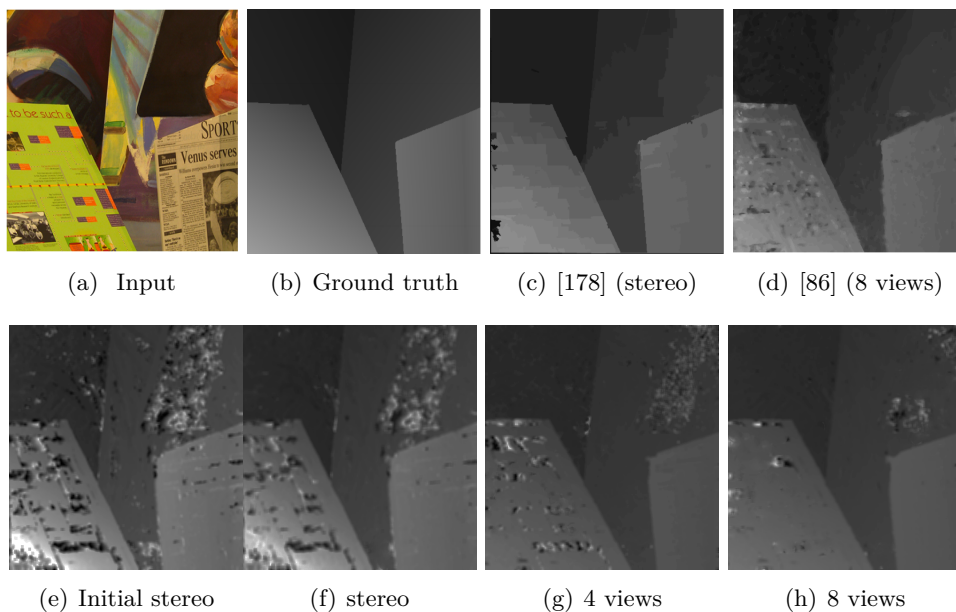 to be such a
SPORT
Venus serves
(a) Input
(b) Ground truth
(c) [178] (stereo)
(d) [86] (8 views)
(e) Initial stereo
(f) stereo
(g) 4 views
(h) 8 views